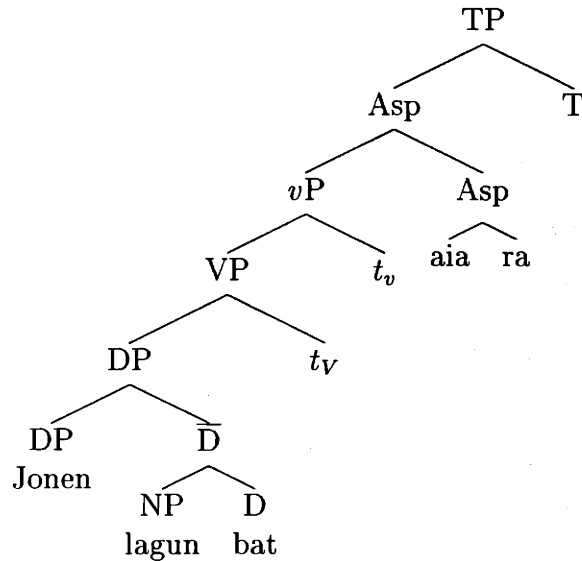 TP
Asp T
vP Asp
VP t_v aia ra
DP t_V
DP D̅
Jonen
NP D
lagun bat